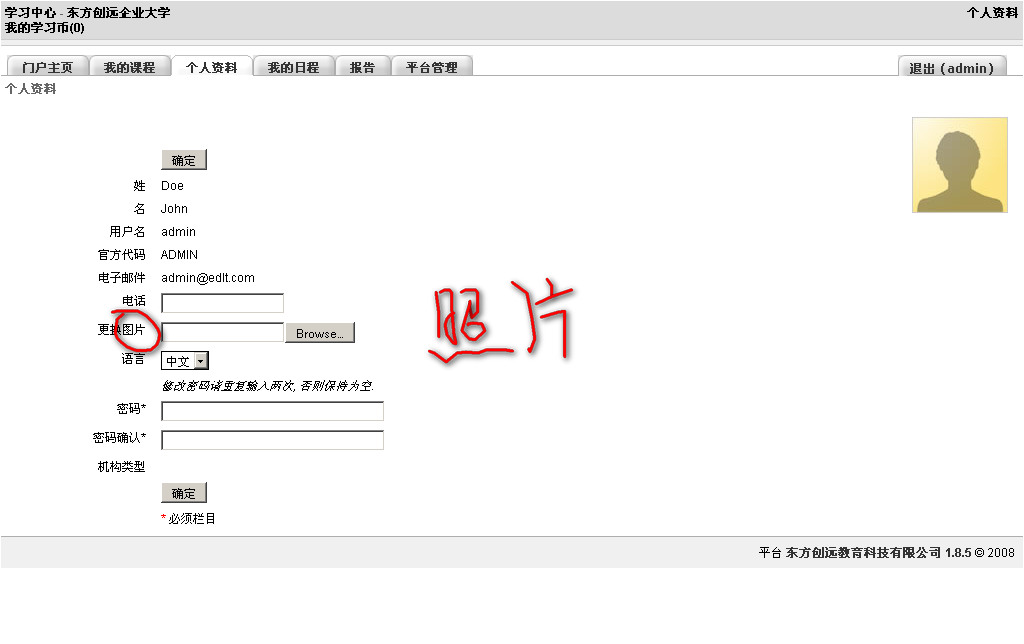 学习中心 - 东方创远企业大学
个人资料
我的学习币(0)
门户主页 我的课程 个人资料 我的日程 报告 平台管理 退出 (admin)
个人资料
确定
姓 Doe
名 John
用户名 admin
官方代码 ADMIN
电子邮件 admin@edlt.com
电话
更换图片 Browse...
照片
语言 中文
修改密码请重复输入两次, 否则保持为空.
密码*
密码确认*
机构类型
确定
* 必须栏目
平台 东方创远教育科技有限公司 1.8.5 © 2008